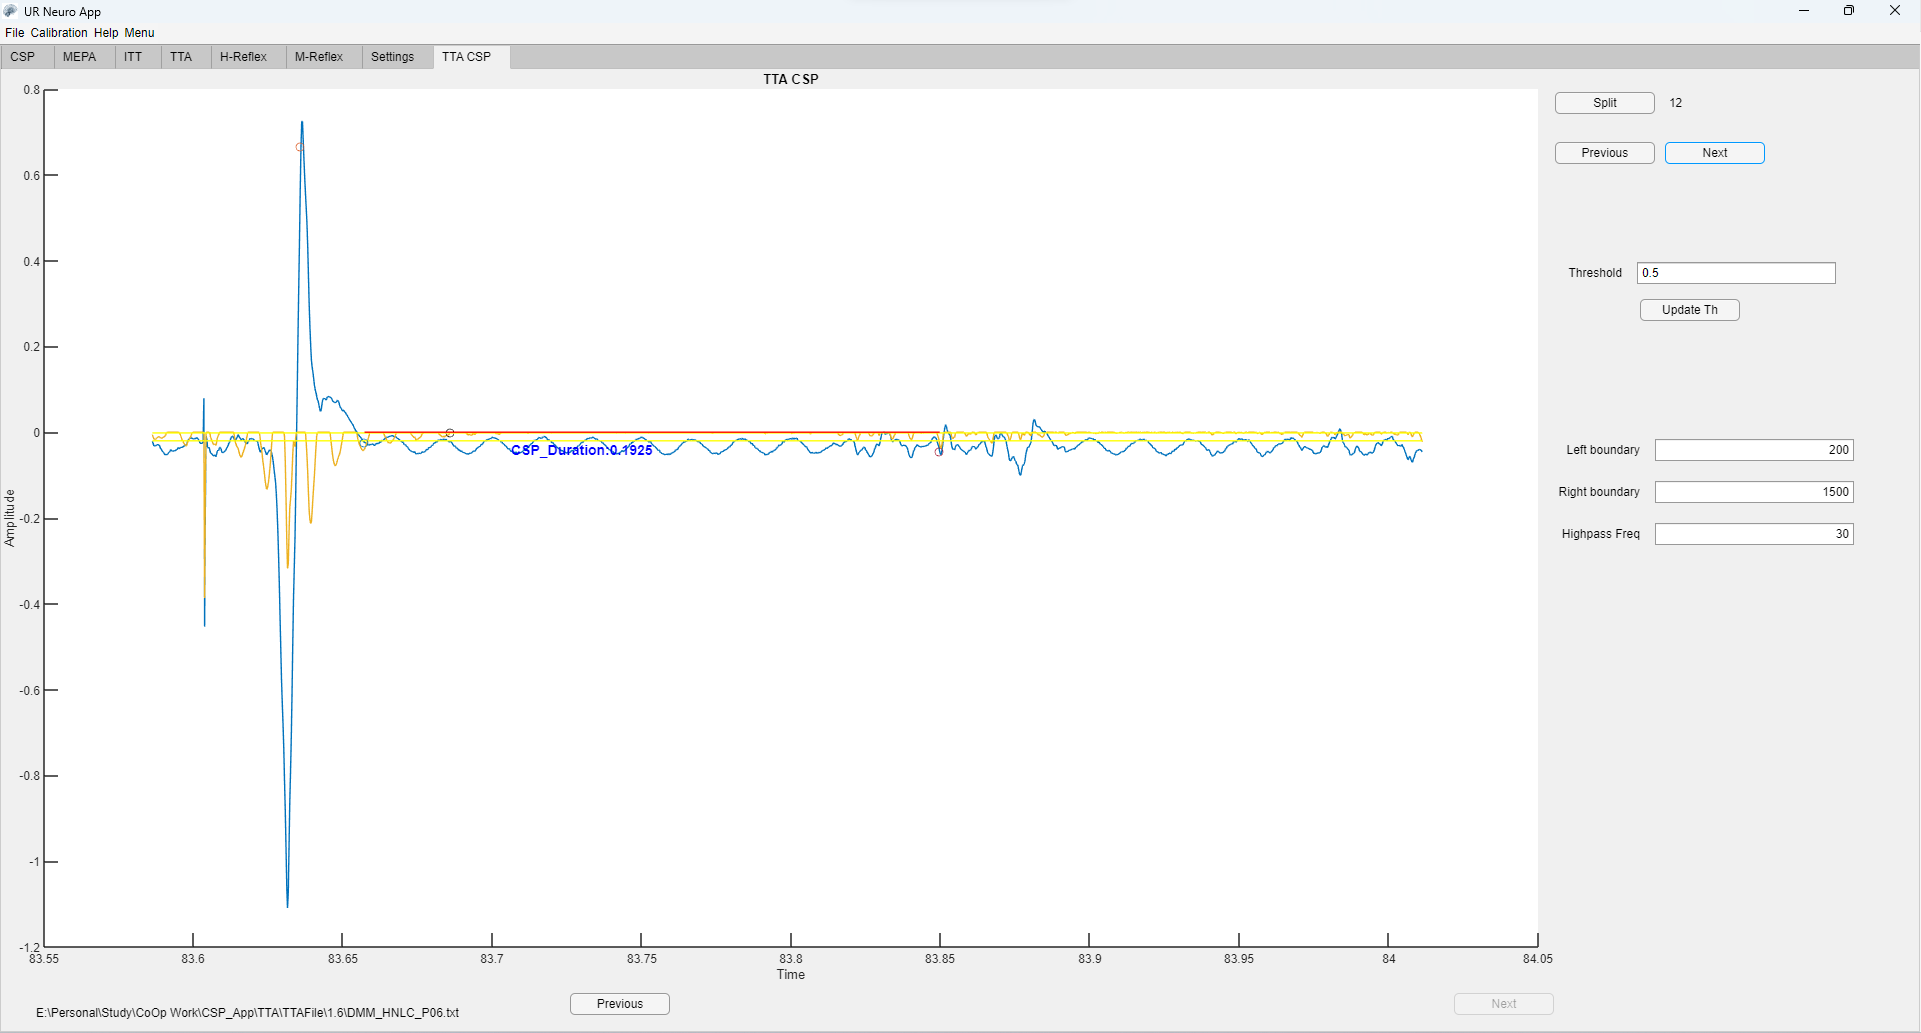 UR Neuro App
File Calibration Help Menu
CSP MEPA ITT TTA H-Reflex M-Reflex Settings TTA CSP
TTA CSP
0.8
0.6
0.4
0.2
0
-0.2
-0.4
-0.6
-0.8
-1
-1.2
Amplitude
CSP_Duration:0.1925
83.55 83.6 83.65 83.7 83.75 83.8 83.85 83.9 83.95 84 84.05
Time
Split 12
Previous Next
Threshold 0.5
Update Th
Left boundary 200
Right boundary 1500
Highpass Freq 30
Previous Next
E:\Personal\Study\CoOp Work\CSP_App\TTA\TTAFile\1.6\DMM_HNLC_P06.txt